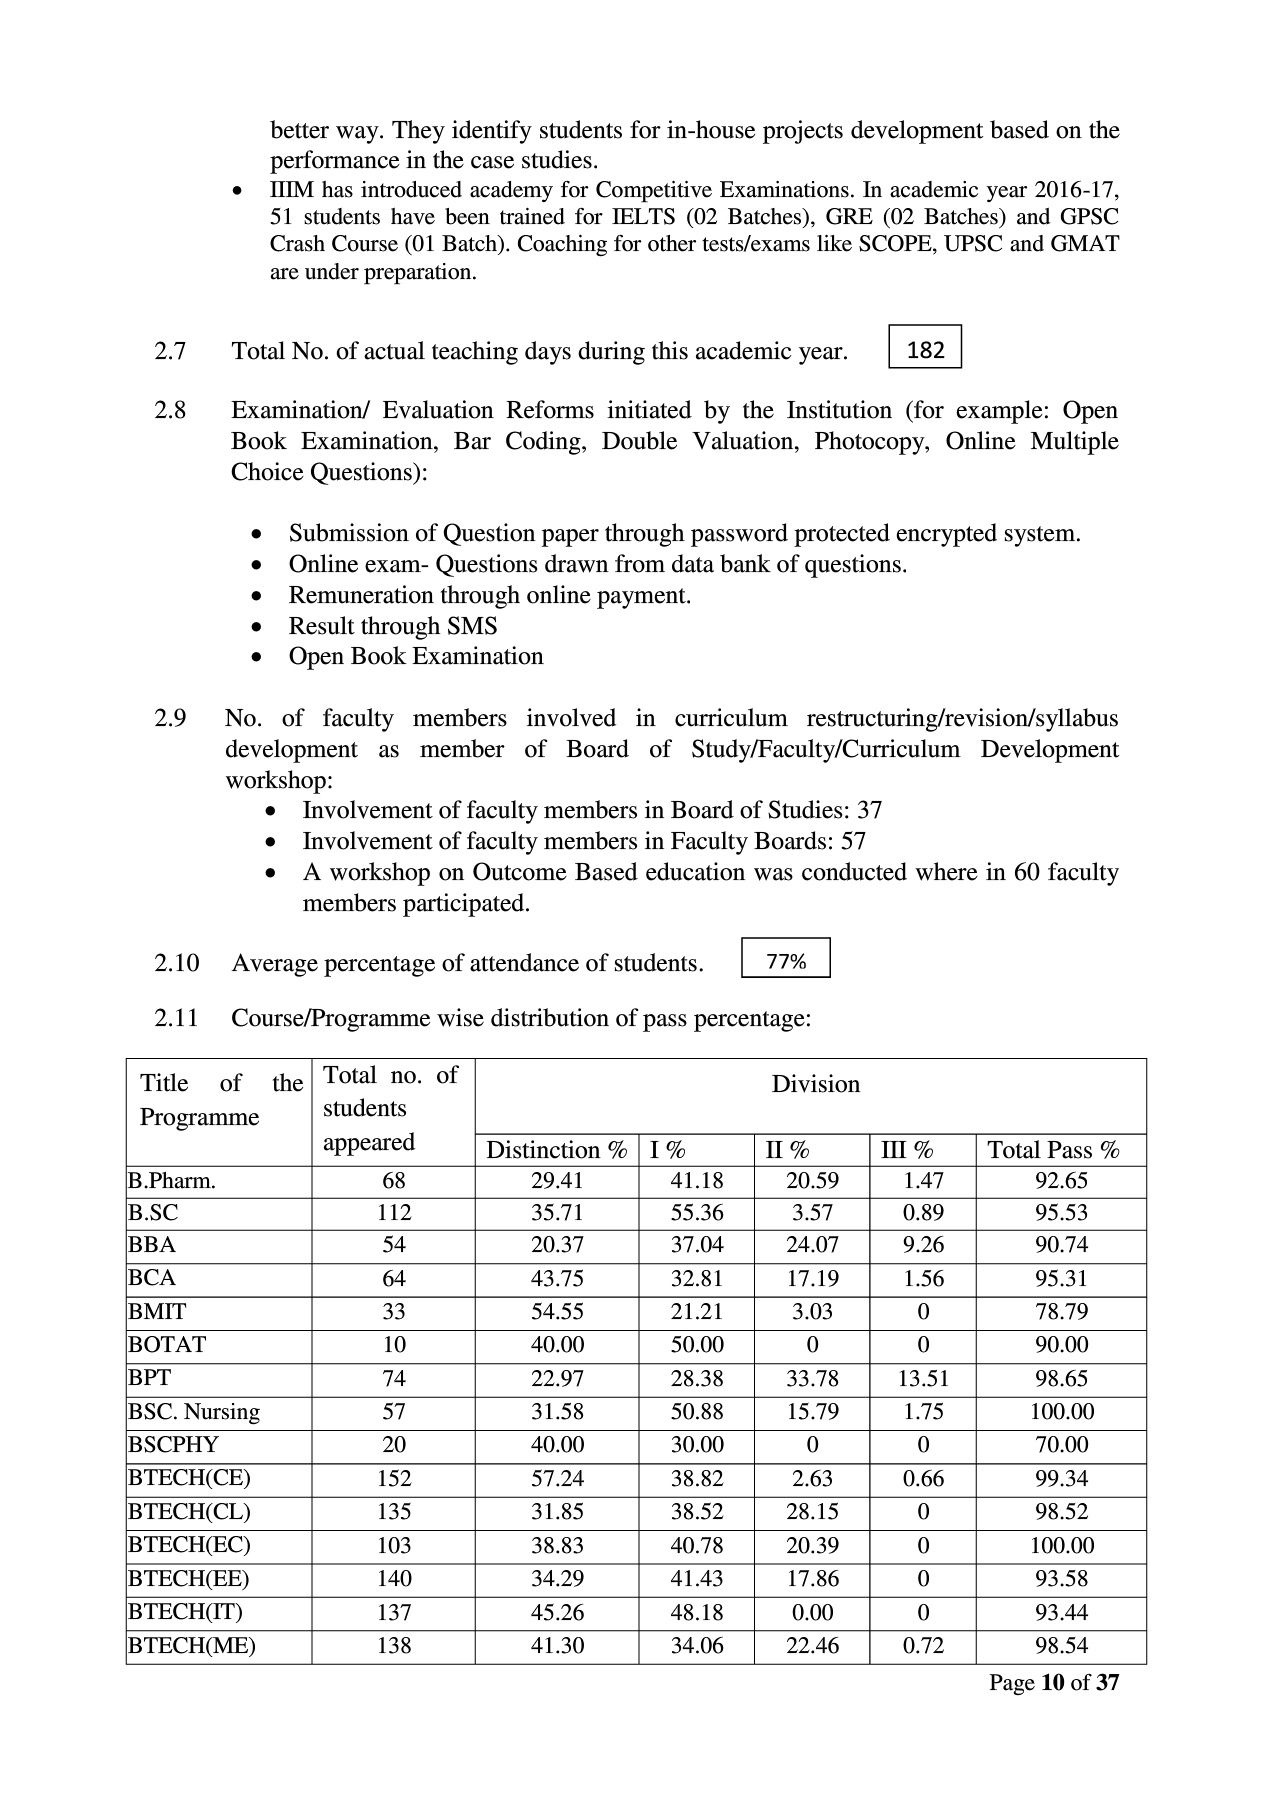 better way. They identify students for in-house projects development based on the
performance in the case studies.
• IIIM has introduced academy for Competitive Examinations. In academic year 2016-17,
51 students have been trained for IELTS (02 Batches), GRE (02 Batches) and GPSC
Crash Course (01 Batch). Coaching for other tests/exams like SCOPE, UPSC and GMAT
are under preparation.
2.7 Total No. of actual teaching days during this academic year. 182
2.8 Examination/ Evaluation Reforms initiated by the Institution (for example: Open
Book Examination, Bar Coding, Double Valuation, Photocopy, Online Multiple
Choice Questions):
• Submission of Question paper through password protected encrypted system.
• Online exam- Questions drawn from data bank of questions.
• Remuneration through online payment.
• Result through SMS
• Open Book Examination
2.9 No. of faculty members involved in curriculum restructuring/revision/syllabus
development as member of Board of Study/Faculty/Curriculum Development
workshop:
• Involvement of faculty members in Board of Studies: 37
• Involvement of faculty members in Faculty Boards: 57
• A workshop on Outcome Based education was conducted where in 60 faculty
members participated.
2.10 Average percentage of attendance of students. 77%
2.11 Course/Programme wise distribution of pass percentage:
Title of the
Programme
Total no. of
students
appeared
Division
Distinction % I % II % III % Total Pass %
B.Pharm. 68 29.41 41.18 20.59 1.47 92.65
B.SC 112 35.71 55.36 3.57 0.89 95.53
BBA 54 20.37 37.04 24.07 9.26 90.74
BCA 64 43.75 32.81 17.19 1.56 95.31
BMIT 33 54.55 21.21 3.03 0 78.79
BOTAT 10 40.00 50.00 0 0 90.00
BPT 74 22.97 28.38 33.78 13.51 98.65
BSC. Nursing 57 31.58 50.88 15.79 1.75 100.00
BSCPHY 20 40.00 30.00 0 0 70.00
BTECH(CE) 152 57.24 38.82 2.63 0.66 99.34
BTECH(CL) 135 31.85 38.52 28.15 0 98.52
BTECH(EC) 103 38.83 40.78 20.39 0 100.00
BTECH(EE) 140 34.29 41.43 17.86 0 93.58
BTECH(IT) 137 45.26 48.18 0.00 0 93.44
BTECH(ME) 138 41.30 34.06 22.46 0.72 98.54
Page 10 of 37